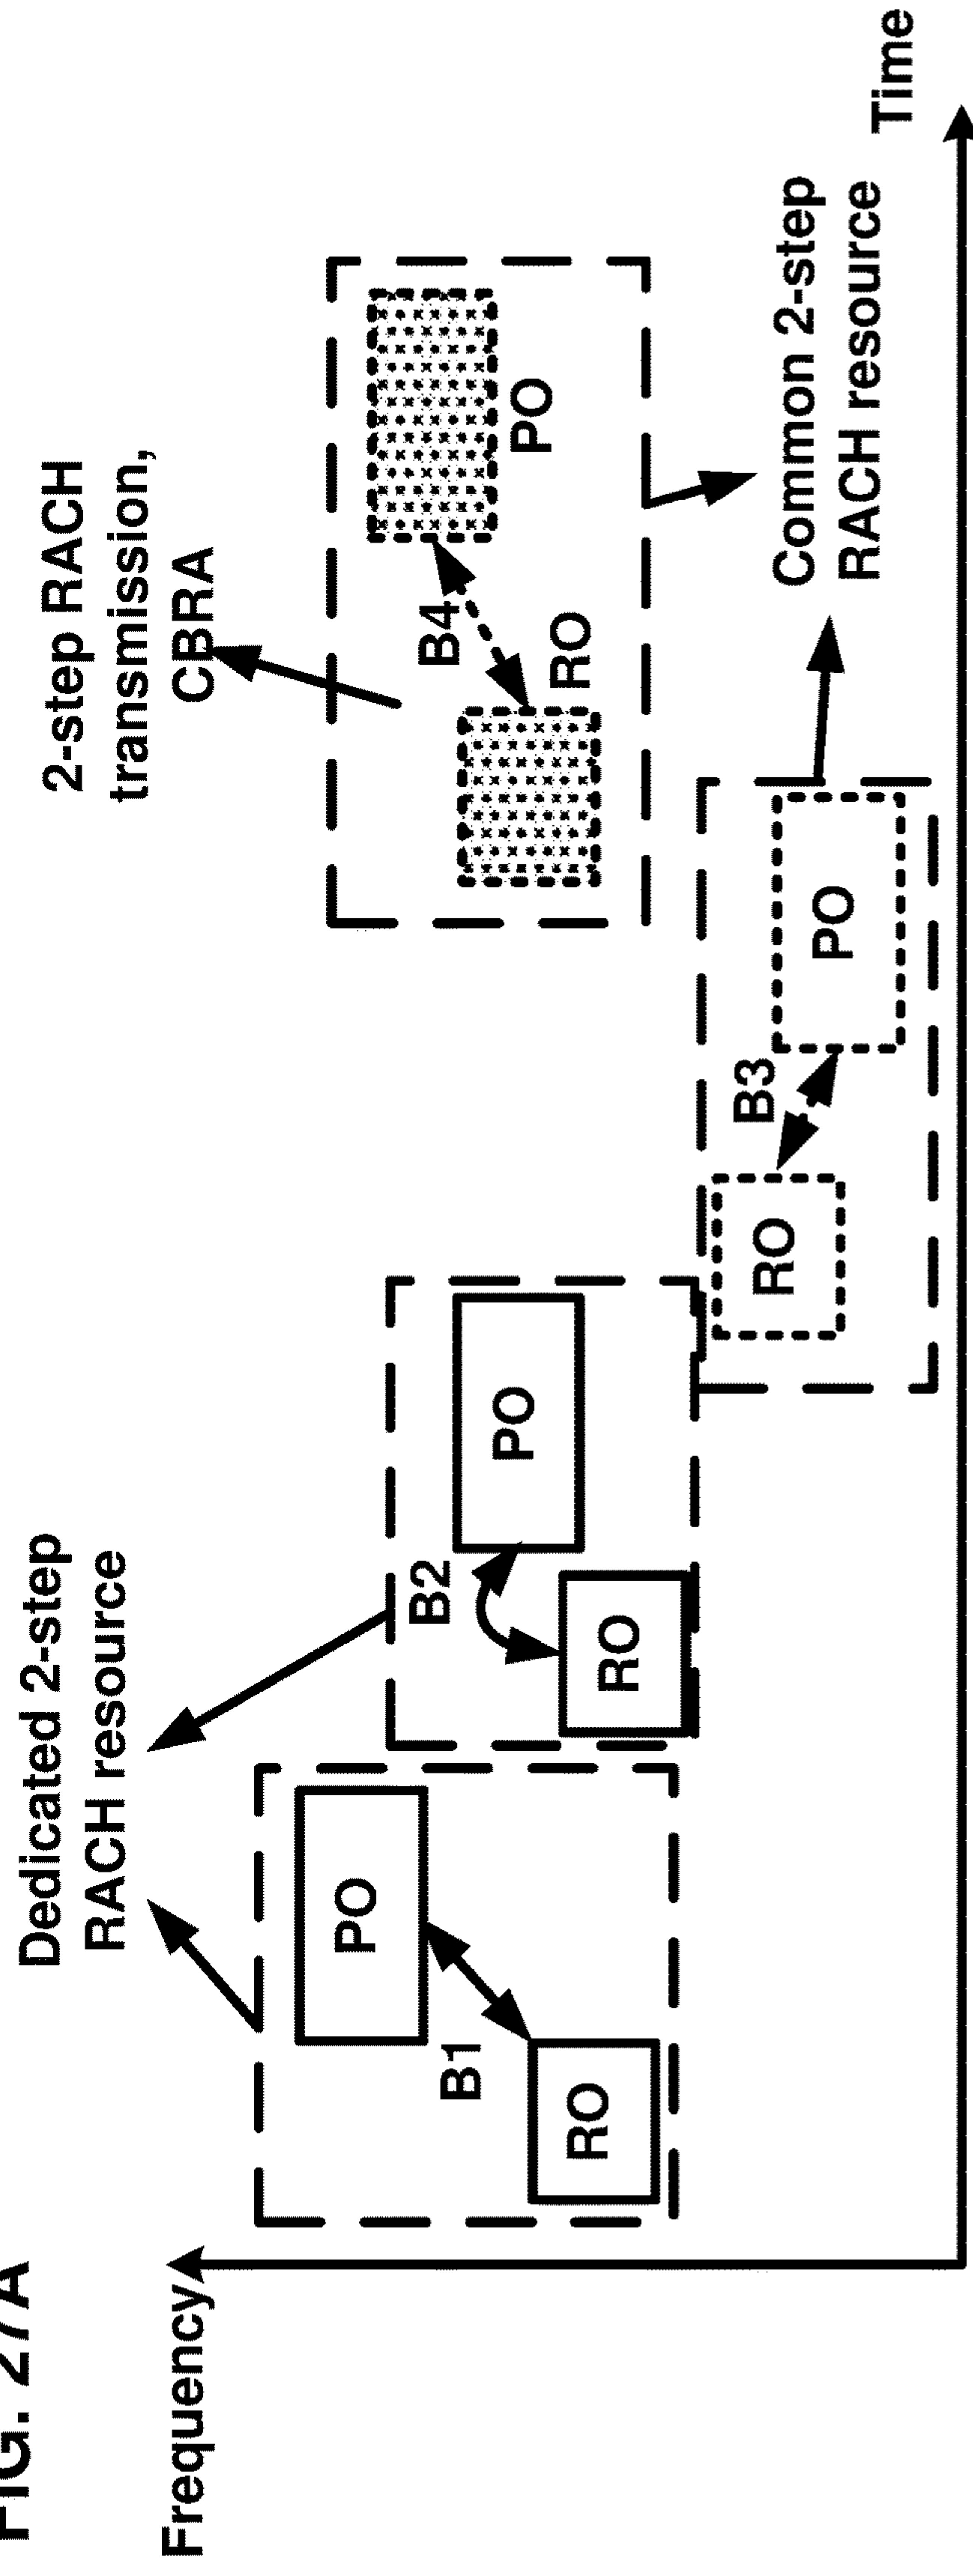 FIG. 27A
Frequency
Dedicated 2-step
RACH resource
2-step RACH
transmission,
CBRA
PO
B1
RO
B2
PO
RO
B4
PO
RO
B3
RO
PO
Common 2-step
RACH resource
Time